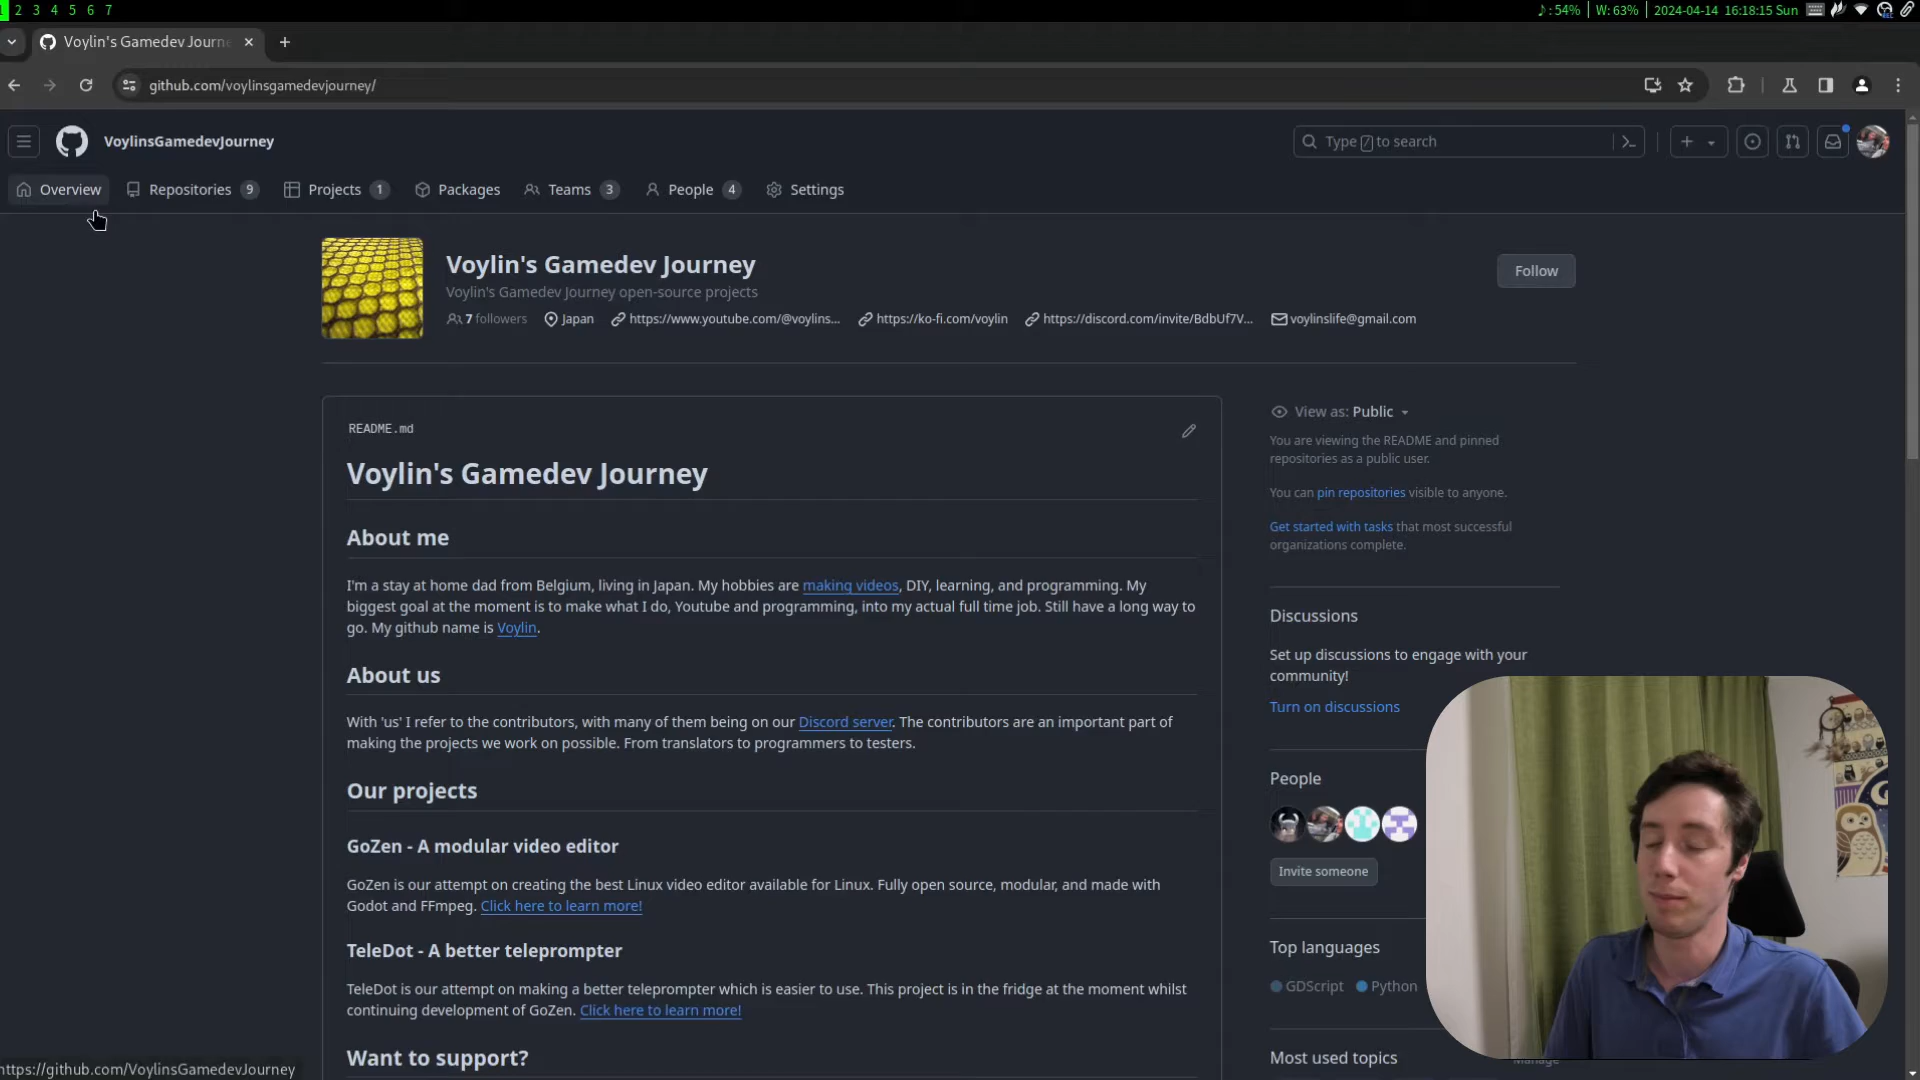 1 2 3 4 5 6 7
♪: 54% | W: 63% | 2024-04-14 16:18:15 Sun
Voylin's Gamedev Journ
github.com/voylinsgamedevjourney/
VoylinsGamedevJourney
Type / to search
Overview Repositories 9 Projects 1 Packages Teams 3 People 4 Settings
Voylin's Gamedev Journey
Follow
Voylin's Gamedev Journey open-source projects
7 followers Japan https://www.youtube.com/@voylins... https://ko-fi.com/voylin https://discord.com/invite/BdbUf7V... voylinslife@gmail.com
README.md
Voylin's Gamedev Journey
About me
I'm a stay at home dad from Belgium, living in Japan. My hobbies are making videos, DIY, learning, and programming. My
biggest goal at the moment is to make what I do, Youtube and programming, into my actual full time job. Still have a long way to
go. My github name is Voylin.
About us
With 'us' I refer to the contributors, with many of them being on our Discord server. The contributors are an important part of
making the projects we work on possible. From translators to programmers to testers.
Our projects
GoZen - A modular video editor
GoZen is our attempt on creating the best Linux video editor available for Linux. Fully open source, modular, and made with
Godot and FFmpeg. Click here to learn more!
TeleDot - A better teleprompter
TeleDot is our attempt on making a better teleprompter which is easier to use. This project is in the fridge at the moment whilst
continuing development of GoZen. Click here to learn more!
Want to support?
View as: Public
You are viewing the README and pinned
repositories as a public user.
You can pin repositories visible to anyone.
Get started with tasks that most successful
organizations complete.
Discussions
Set up discussions to engage with your
community!
Turn on discussions
People
Invite someone
Top languages
GDScript Python
Most used topics
https://github.com/VoylinsGamedevJourney